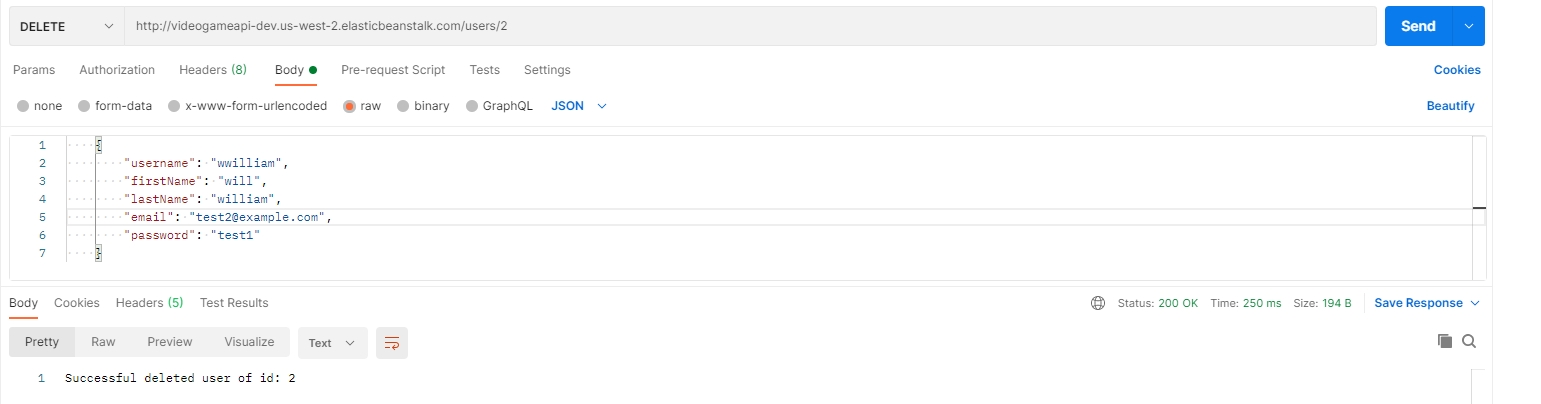 DELETE http://videogameapi-dev.us-west-2.elasticbeanstalk.com/users/2 Send
Params Authorization Headers (8) Body Pre-request Script Tests Settings Cookies
none form-data x-www-form-urlencoded raw binary GraphQL JSON Beautify
1 {
2 "username": "wwilliam",
3 "firstName": "will",
4 "lastName": "william",
5 "email": "test2@example.com",
6 "password": "test1"
7 }
Body Cookies Headers (5) Test Results Status: 200 OK Time: 250 ms Size: 194 B Save Response
Pretty Raw Preview Visualize Text
1 Successful deleted user of id: 2